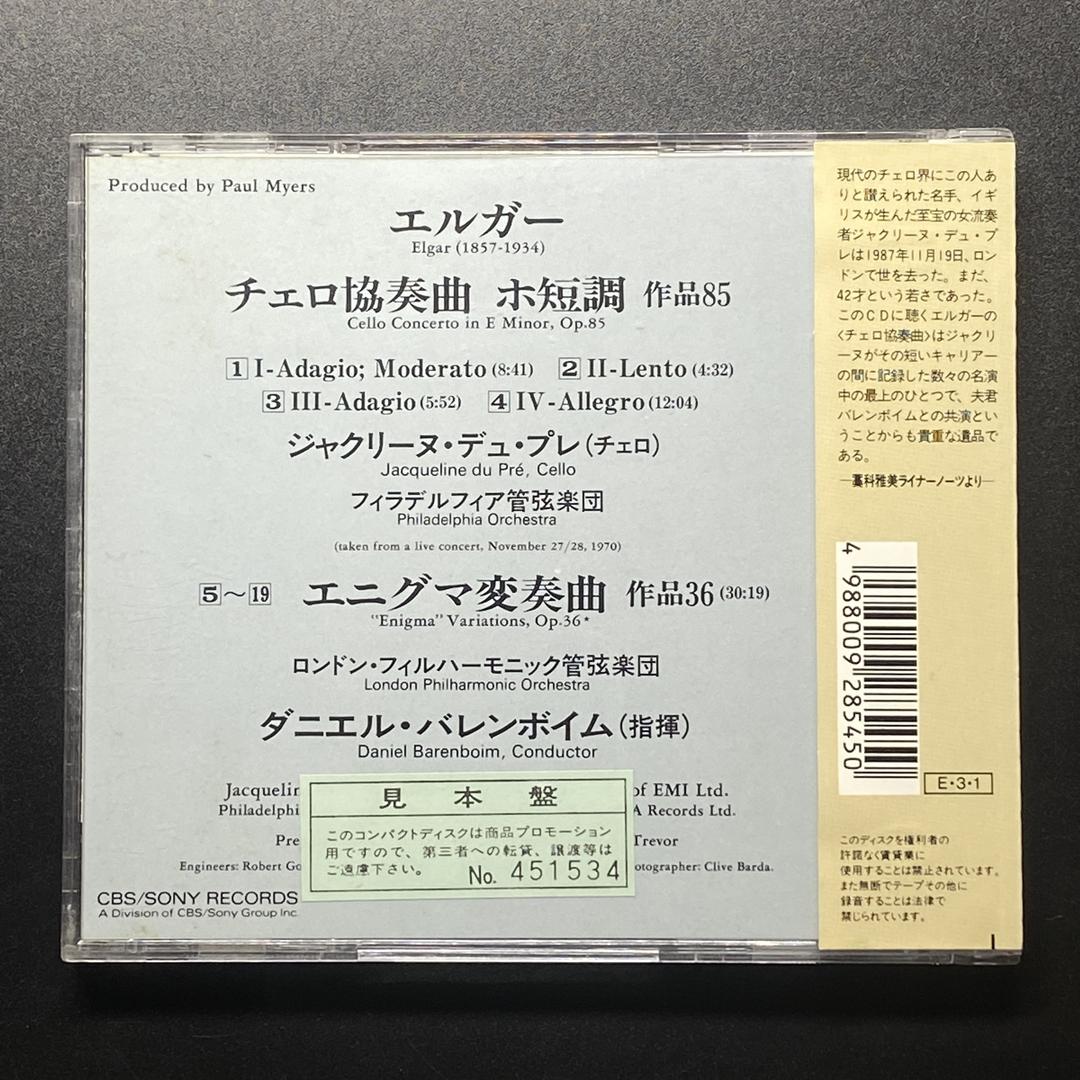 Produced by Paul Myers
エルガー
Elgar (1857-1934)
チェロ協奏曲 ホ短調 作品85
Cello Concerto in E Minor, Op.85
1 I-Adagio; Moderato (8:41) 2 II-Lento (4:32)
3 III-Adagio (5:52) 4 IV-Allegro (12:04)
ジャクリーヌ・デュ・プレ(チェロ)
Jacqueline du Pré, Cello
フィラデルフィア管弦楽団
Philadelphia Orchestra
(taken from a live concert, November 27/28, 1970)
5〜19 エニグマ変奏曲 作品36 (30:19)
"Enigma" Variations, Op.36*
ロンドン・フィルハーモニック管弦楽団
London Philharmonic Orchestra
ダニエル・バレンボイム(指揮)
Daniel Barenboim, Conductor
Jacquelin of EMI Ltd.
Philadelphi A Records Ltd.
Pre Trevor
Engineers: Robert Go otographer: Clive Barda.
見本盤
このコンパクトディスクは商品プロモーション
用ですので、第三者への転貸、譲渡等は
ご遠慮下さい。 No. 451534
CBS/SONY RECORDS
A Division of CBS/Sony Group Inc.
現代のチェロ界にこの人あ
りと讃えられた名手、イギ
リスが生んだ至宝の女流奏
者ジャクリーヌ・デュ・プ
レは1987年11月19日、ロン
ドンで世を去った。まだ、
42才という若さであった。
このCDに聴くエルガーの
〈チェロ協奏曲〉はジャクリ
ーヌがその短いキャリアー
の間に記録した数々の名演
中の最上のひとつで、夫君
バレンボイムとの共演とい
うことからも貴重な遺品で
ある。
—藁科雅美ライナーノーツより—
4 988009 285450
E・3・1
このディスクを権利者の
許諾なく賃貸業に
使用することは禁止されています。
また無断でテープその他に
録音することは法律で
禁じられています。